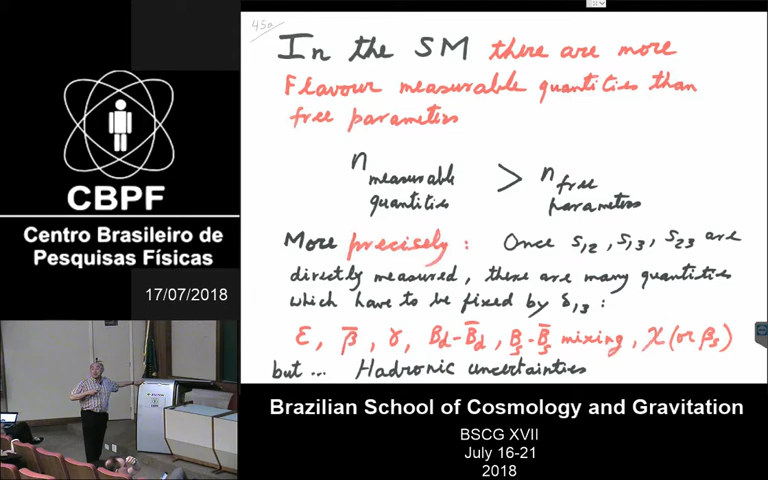 45a
In the SM there are more
Flavour measurable quantities than
free parameters
n measurable quantities > n free parameters
More precisely: Once S12, S13, S23 are
directly measured, there are many quantities
which have to be fixed by δ13:
ε, β̄, γ, Bd-B̄d, Bs-B̄s mixing, χ (or βs)
but... Hadronic uncertainties
CBPF
Centro Brasileiro de
Pesquisas Físicas
17/07/2018
Brazilian School of Cosmology and Gravitation
BSCG XVII
July 16-21
2018